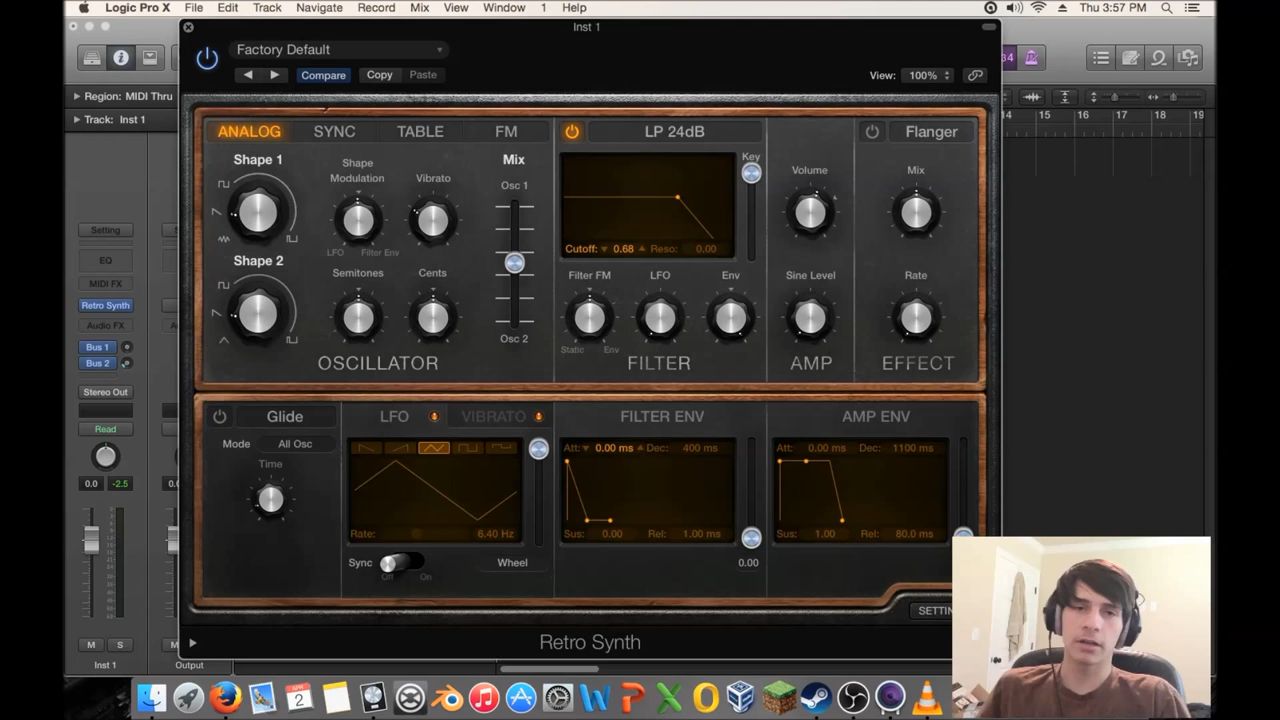 Logic Pro X File Edit Track Navigate Record Mix View Window 1 Help Thu 3:57 PM
Inst 1
Factory Default
Compare Copy Paste View: 100%
Region: MIDI Thru
Track: Inst 1
34
14 15 16 17 18 19
ANALOG SYNC TABLE FM LP 24dB Flanger
Shape 1 Shape Modulation Vibrato Mix Key
Osc 1 Volume Mix
LFO Filter Env
Cutoff: 0.68 Reso: 0.00
Shape 2 Semitones Cents Filter FM LFO Env Sine Level Rate
Osc 2 Static Env
OSCILLATOR FILTER AMP EFFECT
Glide LFO VIBRATO FILTER ENV AMP ENV
Mode All Osc Att: 0.00 ms Dec: 400 ms Att: 0.00 ms Dec: 1100 ms
Time
Rate: 6.40 Hz Sus: 0.00 Rel: 1.00 ms Sus: 1.00 Rel: 80.0 ms
Sync Off On Wheel 0.00
SETTIN
Retro Synth
Setting
EQ
MIDI FX
Retro Synth
Audio FX
Bus 1
Bus 2
Stereo Out
Read
0.0 -2.5 0.0
M S M
Inst 1 Output
APR
2